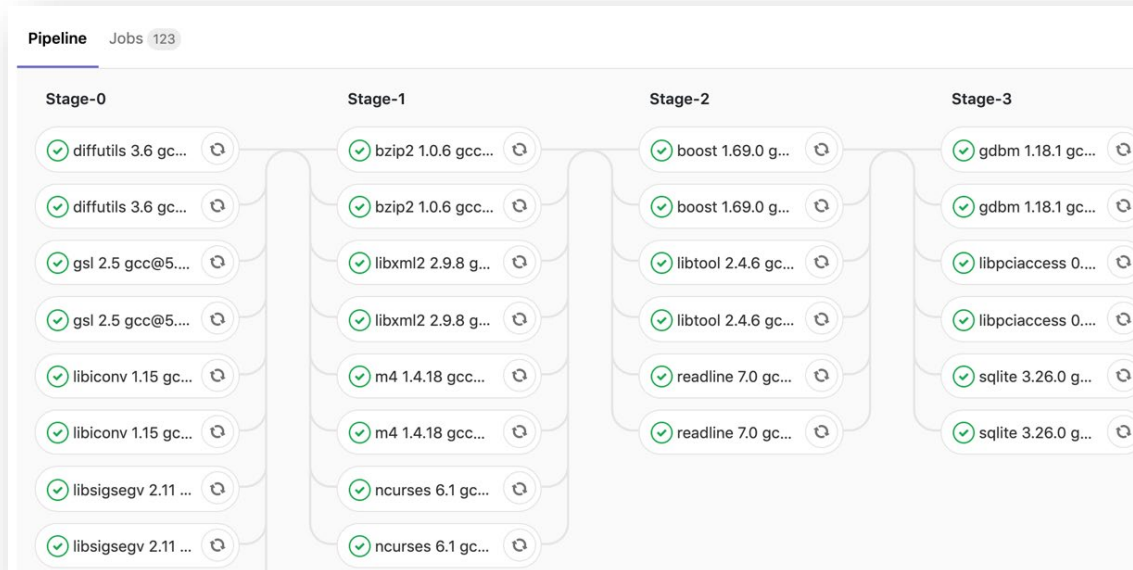 Pipeline Jobs 123
Stage-0 Stage-1 Stage-2 Stage-3
diffutils 3.6 gc... bzip2 1.0.6 gcc... boost 1.69.0 g... gdbm 1.18.1 gc...
diffutils 3.6 gc... bzip2 1.0.6 gcc... boost 1.69.0 g... gdbm 1.18.1 gc...
gsl 2.5 gcc@5.... libxml2 2.9.8 g... libtool 2.4.6 gc... libpciaccess 0....
gsl 2.5 gcc@5.... libxml2 2.9.8 g... libtool 2.4.6 gc... libpciaccess 0....
libiconv 1.15 gc... m4 1.4.18 gcc... readline 7.0 gc... sqlite 3.26.0 g...
libiconv 1.15 gc... m4 1.4.18 gcc... readline 7.0 gc... sqlite 3.26.0 g...
libsigsegv 2.11 ... ncurses 6.1 gc...
libsigsegv 2.11 ... ncurses 6.1 gc...